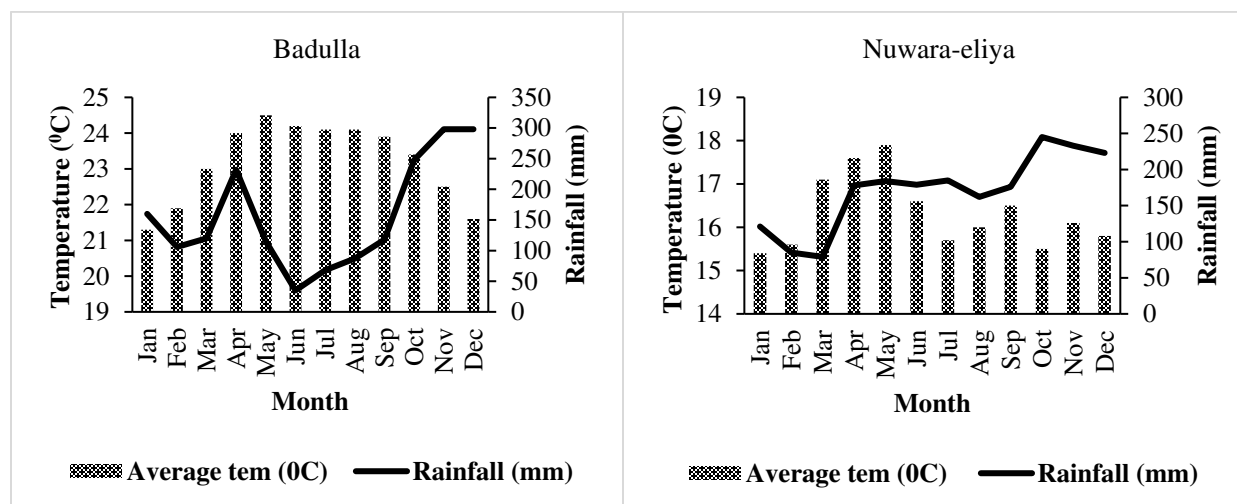 Badulla
Temperature (⁰C)
25
24
23
22
21
20
19
350
300
250
200
150
100
50
0
Rainfall (mm)
Jan
Feb
Mar
Apr
May
Jun
Jul
Aug
Sep
Oct
Nov
Dec
Month
Average tem (0C)
Rainfall (mm)
Nuwara-eliya
Temperature (0C)
19
18
17
16
15
14
300
250
200
150
100
50
0
Rainfall (mm)
Jan
Feb
Mar
Apr
May
Jun
Jul
Aug
Sep
Oct
Nov
Dec
Month
Average tem (0C)
Rainfall (mm)